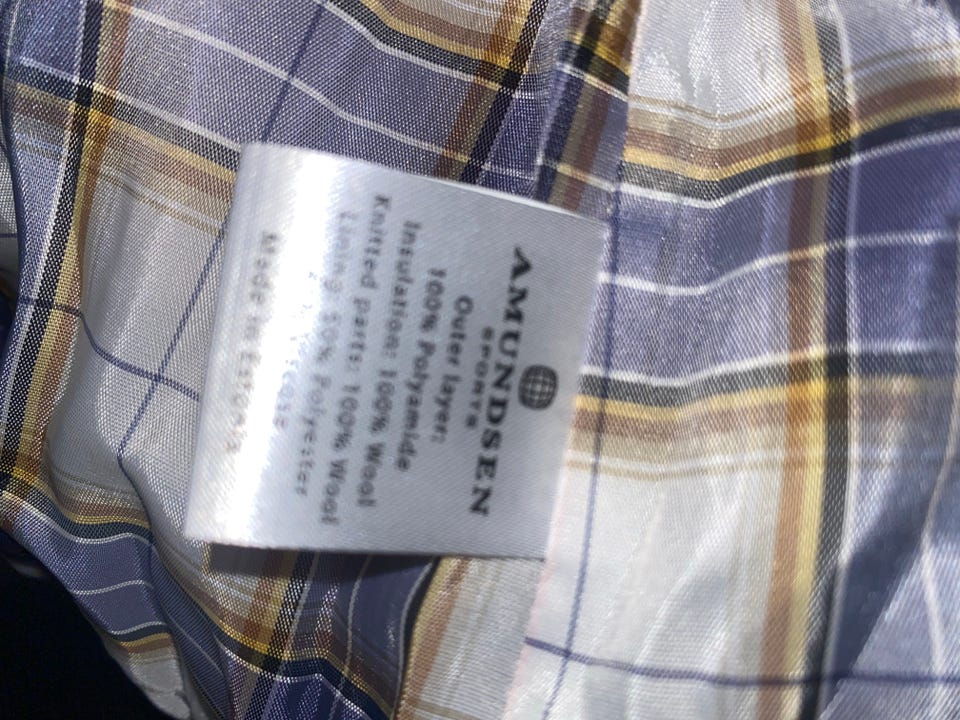 AMUNDSEN
SPORTS
Outer layer:
100% Polyamide
Insulation: 100% Wool
Knitted parts: 100% Wool
Lining: 50% Polyester
Made in Estonia